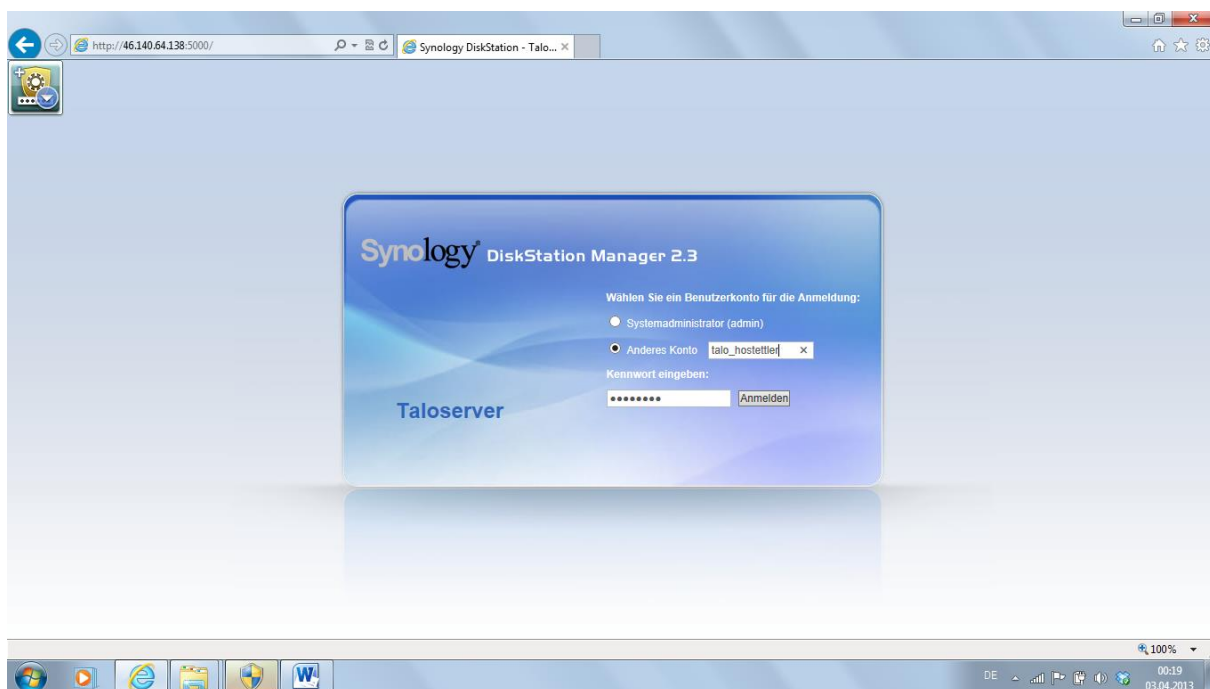 http://46.140.64.138:5000/
Synology DiskStation - Talo...
Synology® DiskStation Manager 2.3
Wählen Sie ein Benutzerkonto für die Anmeldung:
Systemadministrator (admin)
Anderes Konto talo_hostettler
Kennwort eingeben:
Anmelden
Taloserver
100%
DE
00:19
03.04.2013